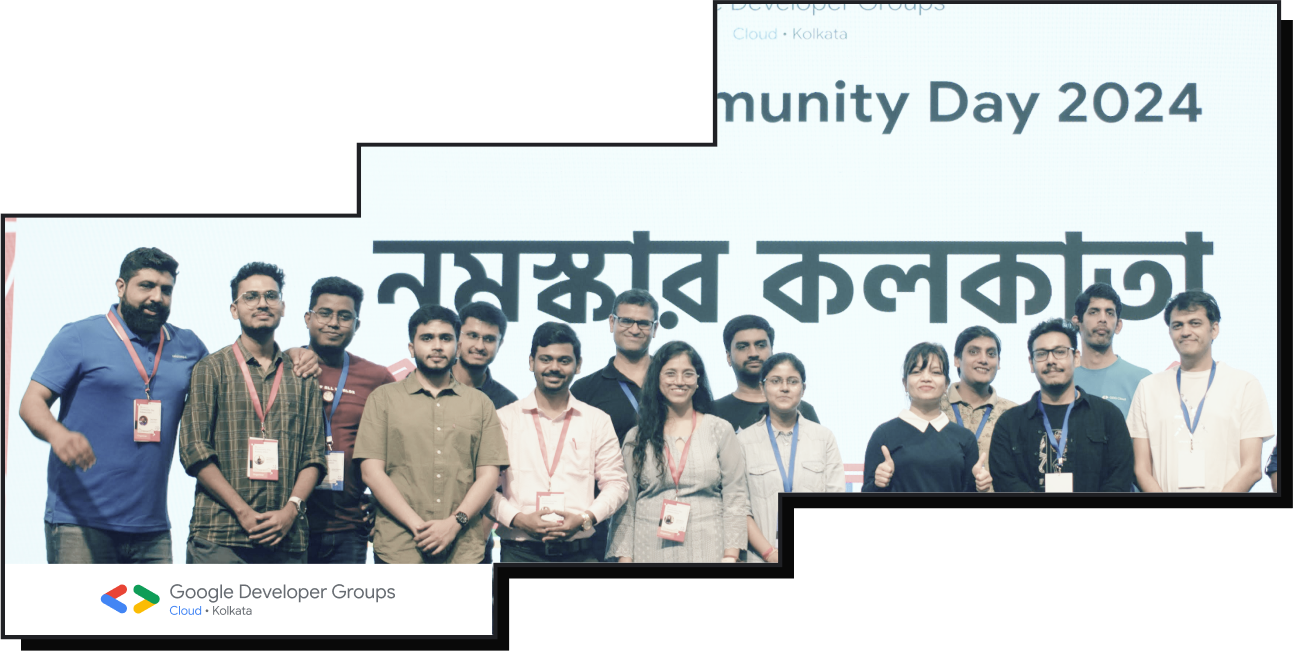 Developer Groups
Cloud • Kolkata
munity Day 2024
নমস্কার কলকাতা
Google Developer Groups
Cloud • Kolkata